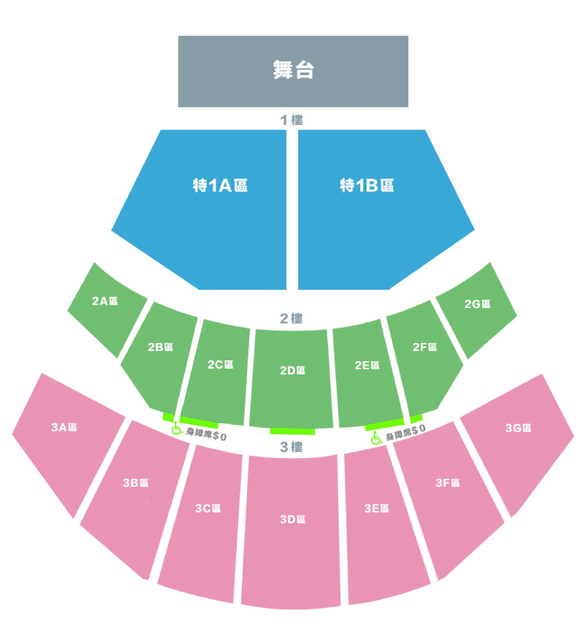 舞台
1 樓
特1A區
特1B區
2 樓
2A區
2B區
2C區
2D區
2E區
2F區
2G區
身障席$0
身障席$0
3 樓
3A區
3B區
3C區
3D區
3E區
3F區
3G區